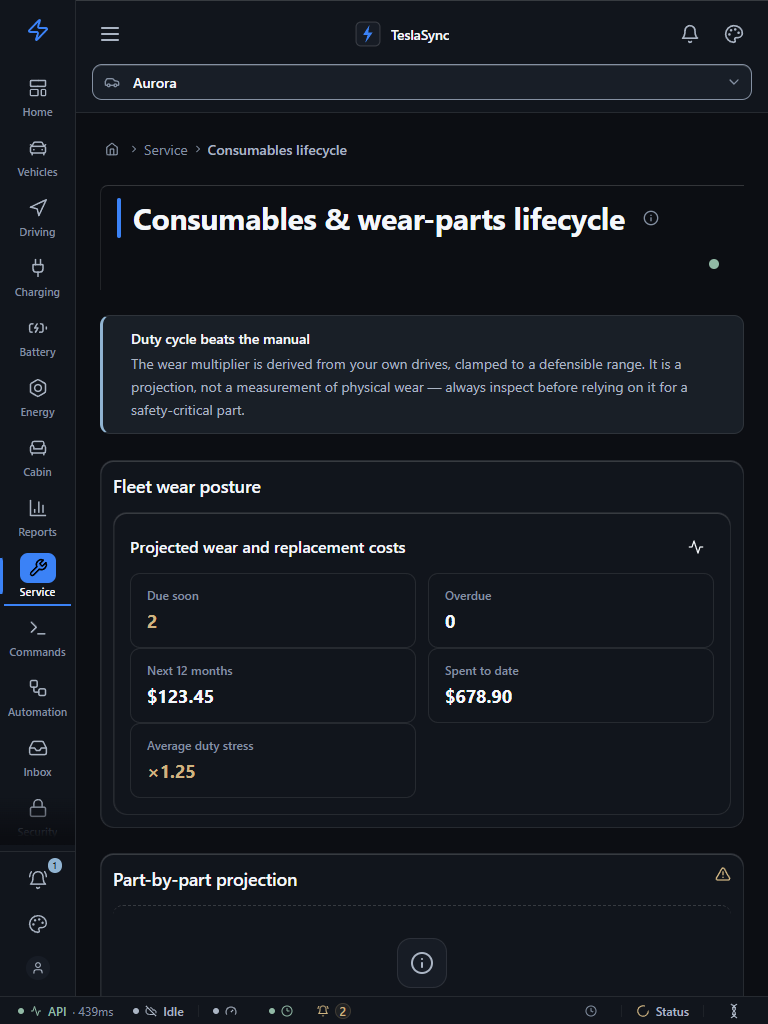 TeslaSync
Aurora
Home
Vehicles
Driving
Charging
Battery
Energy
Cabin
Reports
Service
Commands
Automation
Inbox
Security
1
Service
Consumables lifecycle
Consumables & wear-parts lifecycle
Duty cycle beats the manual
The wear multiplier is derived from your own drives, clamped to a defensible range. It is a
projection, not a measurement of physical wear — always inspect before relying on it for a
safety-critical part.
Fleet wear posture
Projected wear and replacement costs
Due soon
2
Overdue
0
Next 12 months
$123.45
Spent to date
$678.90
Average duty stress
×1.25
Part-by-part projection
API · 439ms
Idle
2
Status